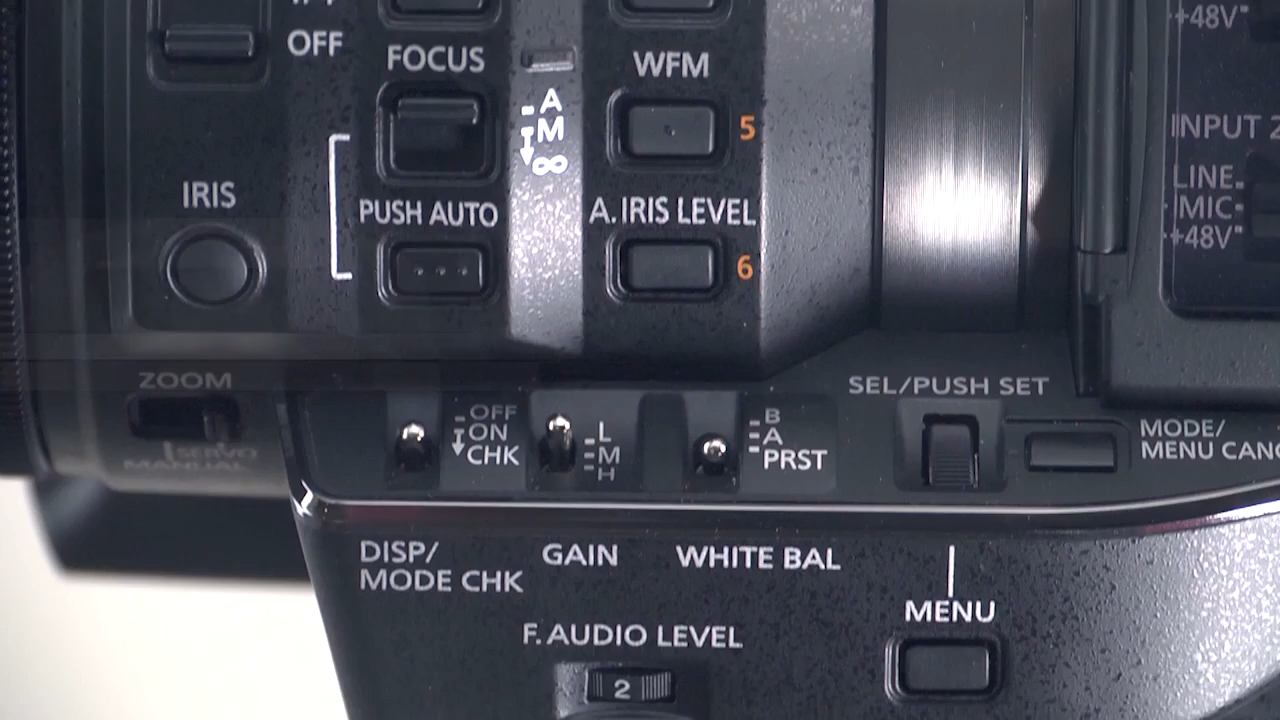 OFF
+48V
FOCUS
WFM
A
M
∞
5
INPUT 2
IRIS
PUSH AUTO
A. IRIS LEVEL
LINE
MIC
+48V
6
ZOOM
SERVO
MANUAL
OFF
ON
CHK
L
M
H
B
A
PRST
SEL/PUSH SET
MODE/
MENU CANC
DISP/
MODE CHK
GAIN
WHITE BAL
MENU
F. AUDIO LEVEL
2